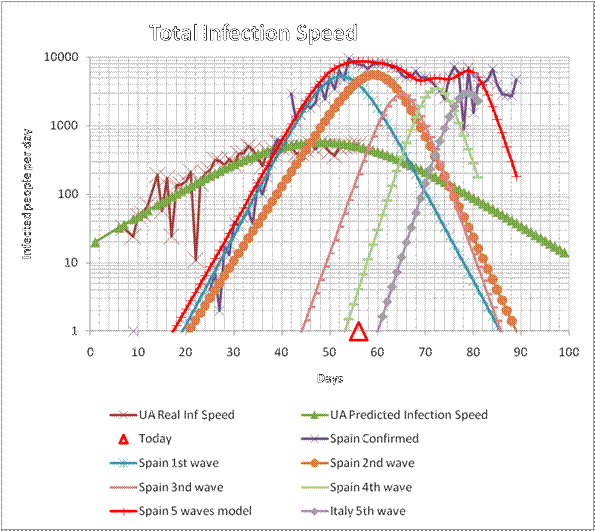 Total Infection Speed
10000
1000
100
10
1
Infected people per day
0 10 20 30 40 50 60 70 80 90 100
Days
UA Real Inf Speed UA Predicted Infection Speed
Today Spain Confirmed
Spain 1st wave Spain 2nd wave
Spain 3nd wave Spain 4th wave
Spain 5 waves model Italy 5th wave